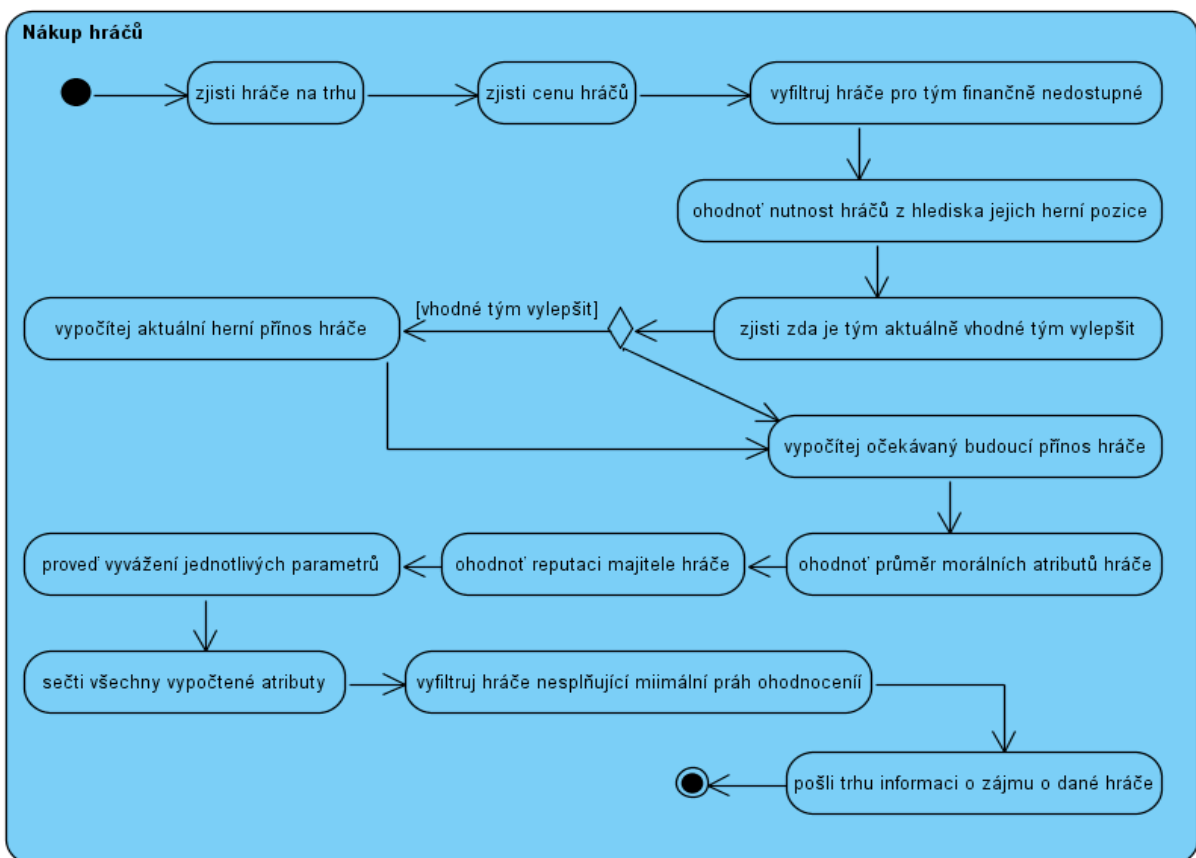 Nákup hráčů
zjisti hráče na trhu
zjisti cenu hráčů
vyfiltruj hráče pro tým finančně nedostupné
ohodnoť nutnost hráčů z hlediska jejich herní pozice
zjisti zda je tým aktuálně vhodné tým vylepšit
[vhodné tým vylepšit]
vypočítej aktuální herní přínos hráče
vypočítej očekávaný budoucí přínos hráče
ohodnoť průměr morálních atributů hráče
ohodnoť reputaci majitele hráče
proveď vyvážení jednotlivých parametrů
sečti všechny vypočtené atributy
vyfiltruj hráče nesplňující miimální práh ohodnoceníí
pošli trhu informaci o zájmu o dané hráče